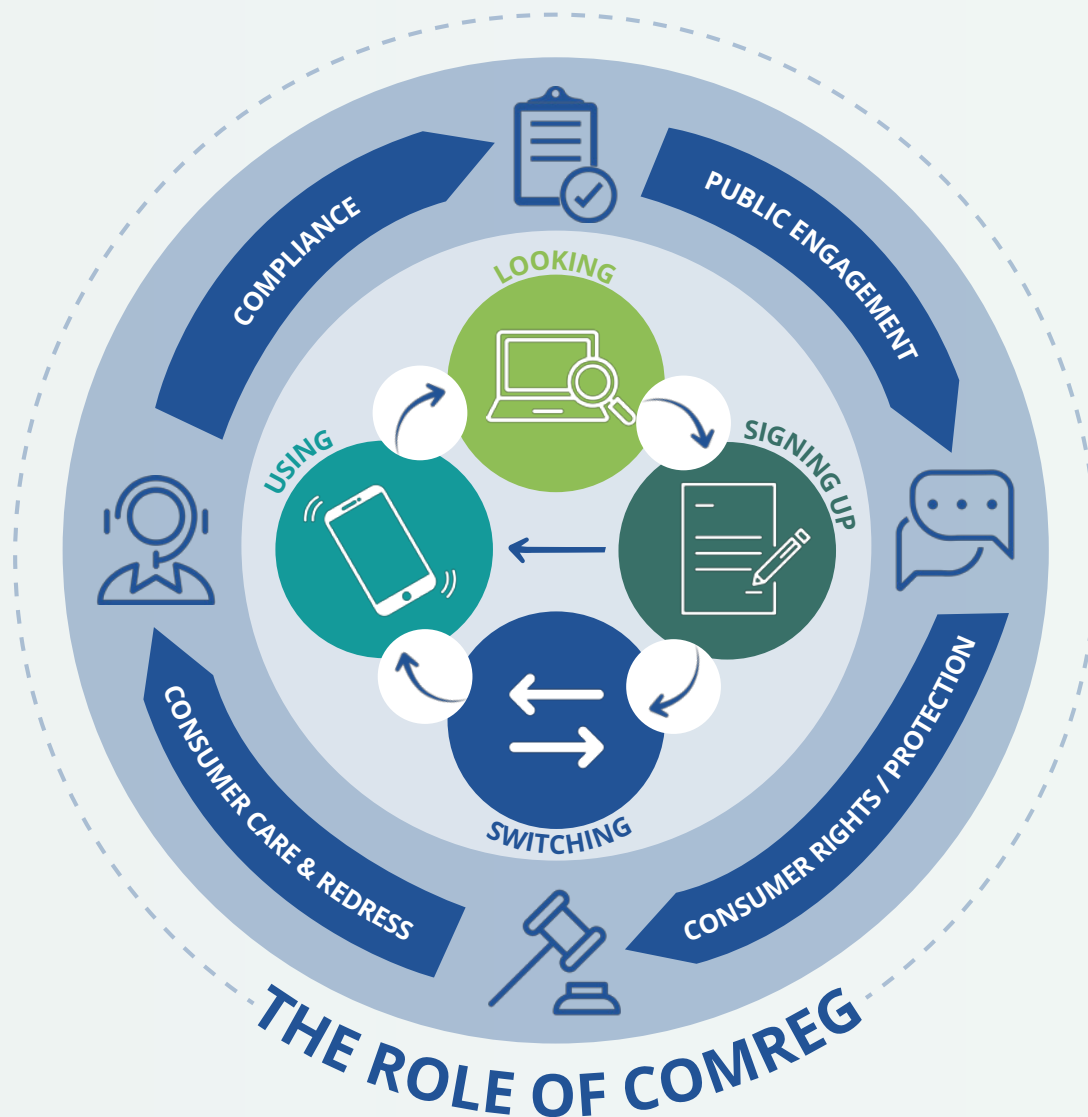 COMPLIANCE
PUBLIC ENGAGEMENT
LOOKING
USING
SIGNING UP
SWITCHING
CONSUMER CARE & REDRESS
CONSUMER RIGHTS / PROTECTION
THE ROLE OF COMREG